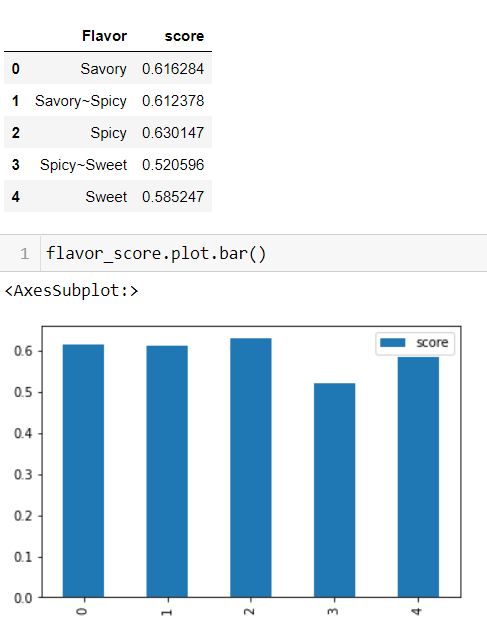 Flavor score
0 Savory 0.616284
1 Savory~Spicy 0.612378
2 Spicy 0.630147
3 Spicy~Sweet 0.520596
4 Sweet 0.585247
1 flavor_score.plot.bar()
<AxesSubplot:>
score
0.6
0.5
0.4
0.3
0.2
0.1
0.0
0 1 2 3 4